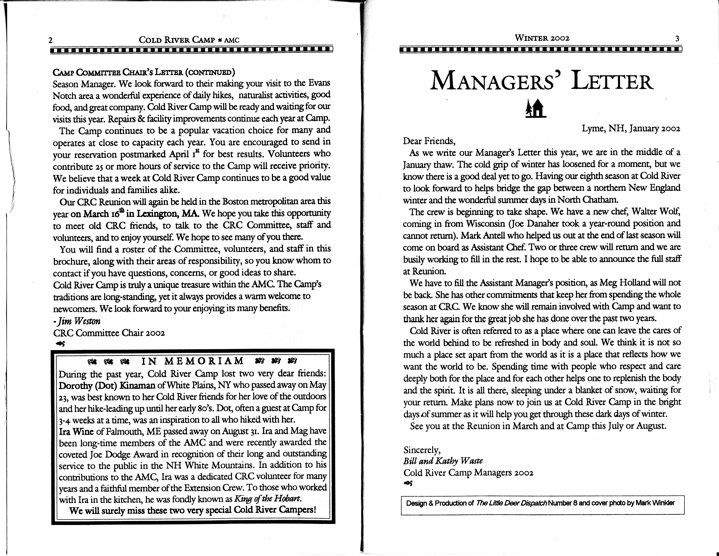 2
COLD RIVER CAMP AMC
CAMP COMMITTEE CHAIR'S LETTER (CONTINUED)
Season Manager. We look forward to their making your visit to the Evans
Notch area a wonderful experience of daily hikes, naturalist activities, good
food, and great company. Cold River Camp will be ready and waiting for our
visits this year. Repairs & facility improvements continue each year at Camp.
The Camp continues to be a popular vacation choice for many and
operates at close to capacity each year. You are encouraged to send in
your reservation postmarked April 1st for best results. Volunteers who
contribute 25 or more hours of service to the Camp will receive priority.
We believe that a week at Cold River Camp continues to be a good value
for individuals and families alike.
Our CRC Reunion will again be held in the Boston metropolitan area this
year on March 16th in Lexington, MA. We hope you take this opportunity
to meet old CRC friends, to talk to the CRC Committee, staff and
volunteers, and to enjoy yourself. We hope to see many of you there.
You will find a roster of the Committee, volunteers, and staff in this
brochure, along with their areas of responsibility, so you know whom to
contact if you have questions, concerns, or good ideas to share.
Cold River Camp is truly a unique treasure within the AMC. The Camp's
traditions are long-standing, yet it always provides a warm welcome to
newcomers. We look forward to your enjoying its many benefits.
- Jim Weston
CRC Committee Chair 2002
IN MEMORIAM
During the past year, Cold River Camp lost two very dear friends:
Dorothy (Dot) Kinaman of White Plains, NY who passed away on May
23, was best known to her Cold River friends for her love of the outdoors
and her hike-leading up until her early 80's. Dot, often a guest at Camp for
3-4 weeks at a time, was an inspiration to all who hiked with her.
Ira Wine of Falmouth, ME passed away on August 31. Ira and Mag have
been long-time members of the AMC and were recently awarded the
coveted Joe Dodge Award in recognition of their long and outstanding
service to the public in the NH White Mountains. In addition to his
contributions to the AMC, Ira was a dedicated CRC volunteer for many
years and a faithful member of the Extension Crew. To those who worked
with Ira in the kitchen, he was fondly known as King of the Hobart.
We will surely miss these two very special Cold River Campers!
WINTER 2002
3
MANAGERS' LETTER
Lyme, NH, January 2002
Dear Friends,
As we write our Manager's Letter this year, we are in the middle of a
January thaw. The cold grip of winter has loosened for a moment, but we
know there is a good deal yet to go. Having our eighth season at Cold River
to look forward to helps bridge the gap between a northern New England
winter and the wonderful summer days in North Chatham.
The crew is beginning to take shape. We have a new chef, Walter Wolf,
coming in from Wisconsin (Joe Danaher took a year-round position and
cannot return). Mark Antell who helped us out at the end of last season will
come on board as Assistant Chef. Two or three crew will return and we are
busily working to fill in the rest. I hope to be able to announce the full staff
at Reunion.
We have to fill the Assistant Manager's position, as Meg Holland will not
be back. She has other commitments that keep her from spending the whole
season at CRC. We know she will remain involved with Camp and want to
thank her again for the great job she has done over the past two years.
Cold River is often referred to as a place where one can leave the cares of
the world behind to be refreshed in body and soul. We think it is not so
much a place set apart from the world as it is a place that reflects how we
want the world to be. Spending time with people who respect and care
deeply both for the place and for each other helps one to replenish the body
and the spirit. It is all there, sleeping under a blanket of snow, waiting for
your return. Make plans now to join us at Cold River Camp in the bright
days of summer as it will help you get through these dark days of winter.
See you at the Reunion in March and at Camp this July or August.
Sincerely,
Bill and Kathy Waste
Cold River Camp Managers 2002
Design & Production of The Little Deer Dispatch Number 8 and cover photo by Mark Winkler